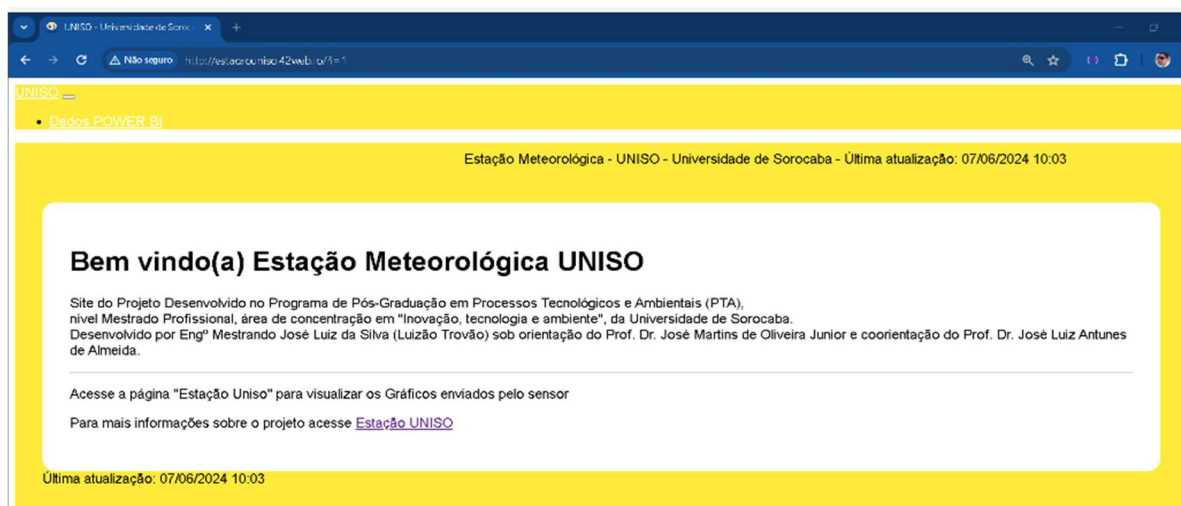 UNISO - Universidade de Soroc
Não seguro
UNISO
Dados POWER BI
Estação Meteorológica - UNISO - Universidade de Sorocaba - Última atualização: 07/06/2024 10:03
Bem vindo(a) Estação Meteorológica UNISO
Site do Projeto Desenvolvido no Programa de Pós-Graduação em Processos Tecnológicos e Ambientais (PTA),
nivel Mestrado Profissional, área de concentração em "Inovação, tecnologia e ambiente", da Universidade de Sorocaba.
Desenvolvido por Engº Mestrando José Luiz da Silva (Luizão Trovão) sob orientação do Prof. Dr. José Martins de Oliveira Junior e coorientação do Prof. Dr. José Luiz Antunes
de Almeida.
Acesse a página "Estação Uniso" para visualizar os Gráficos enviados pelo sensor
Para mais informações sobre o projeto acesse Estação UNISO
Última atualização: 07/06/2024 10:03